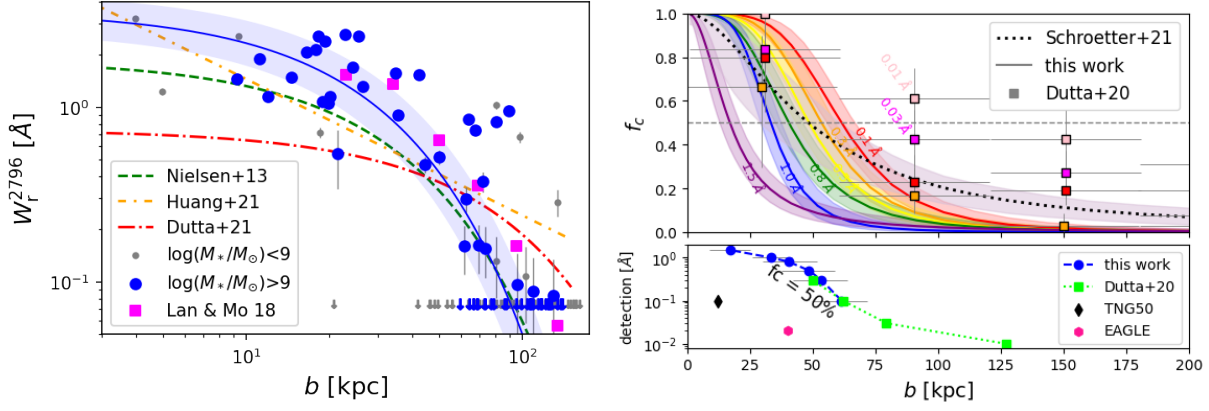 W_r^2796 [Å]
10^0
10^-1
Nielsen+13
Huang+21
Dutta+21
log(M_*/M_⊙)<9
log(M_*/M_⊙)>9
Lan & Mo 18
10^1
10^2
b [kpc]
f_c
1.0
0.8
0.6
0.4
0.2
0.0
0.01 Å
0.03 Å
0.1 Å
0.8 Å
1.0 Å
1.5 Å
Schroetter+21
this work
Dutta+20
detection [Å]
10^0
10^-1
10^-2
fc = 50%
this work
Dutta+20
TNG50
EAGLE
0
25
50
75
100
125
150
175
200
b [kpc]